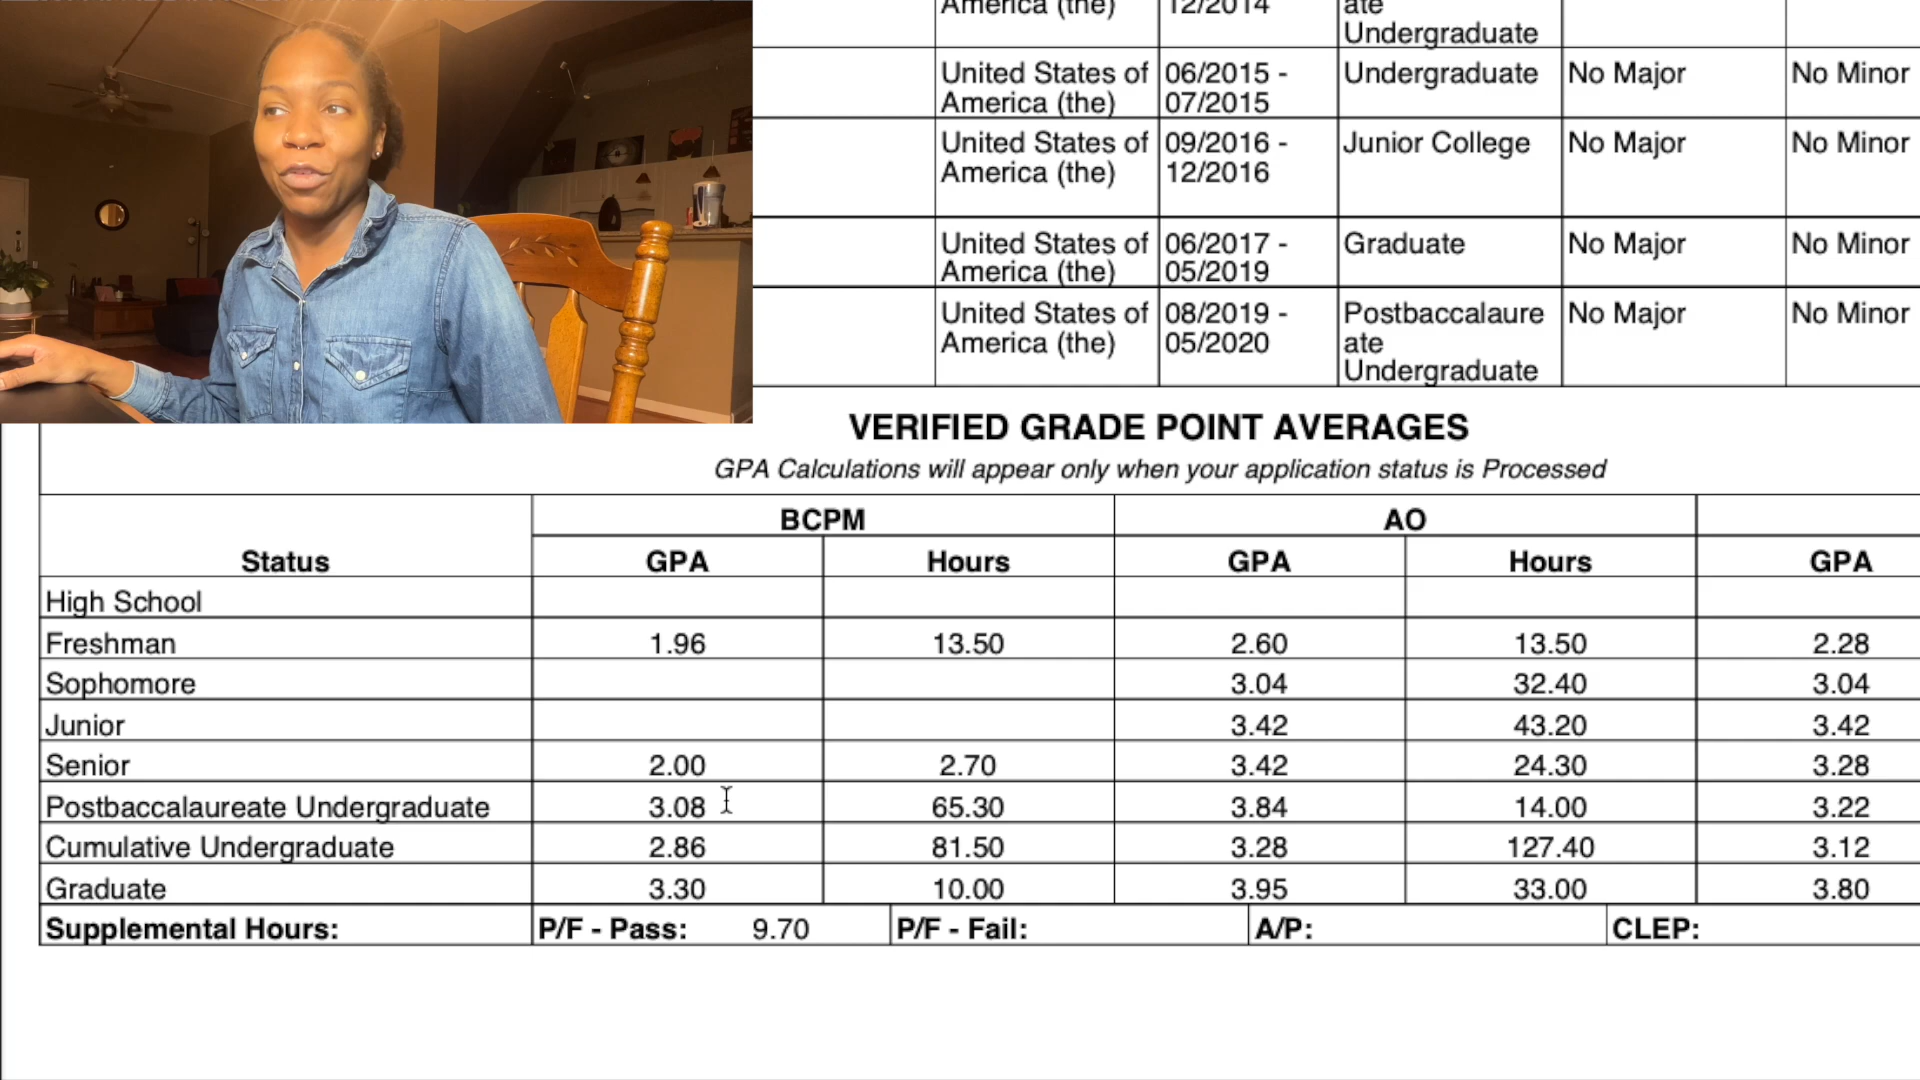 America (the) 12/2014 ate
Undergraduate
United States of 06/2015 - Undergraduate No Major No Minor
America (the) 07/2015
United States of 09/2016 - Junior College No Major No Minor
America (the) 12/2016
United States of 06/2017 - Graduate No Major No Minor
America (the) 05/2019
United States of 08/2019 - Postbaccalaure No Major No Minor
America (the) 05/2020 ate
Undergraduate
VERIFIED GRADE POINT AVERAGES
GPA Calculations will appear only when your application status is Processed
BCPM AO
Status GPA Hours GPA Hours GPA
High School
Freshman 1.96 13.50 2.60 13.50 2.28
Sophomore 3.04 32.40 3.04
Junior 3.42 43.20 3.42
Senior 2.00 2.70 3.42 24.30 3.28
Postbaccalaureate Undergraduate 3.08 65.30 3.84 14.00 3.22
Cumulative Undergraduate 2.86 81.50 3.28 127.40 3.12
Graduate 3.30 10.00 3.95 33.00 3.80
Supplemental Hours: P/F - Pass: 9.70 P/F - Fail: A/P: CLEP: